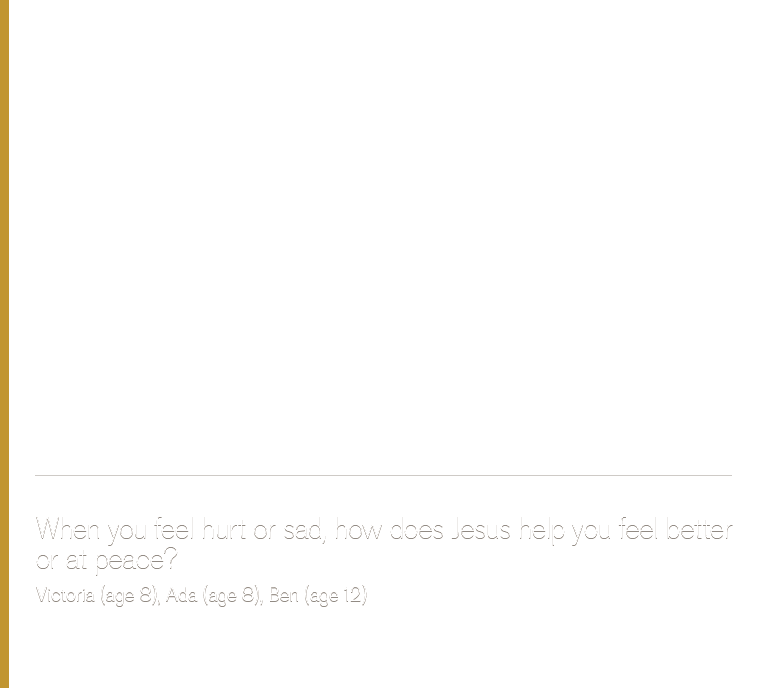 When you feel hurt or sad, how does Jesus help you feel better
or at peace?
Victoria (age 8), Ada (age 8), Ben (age 12)